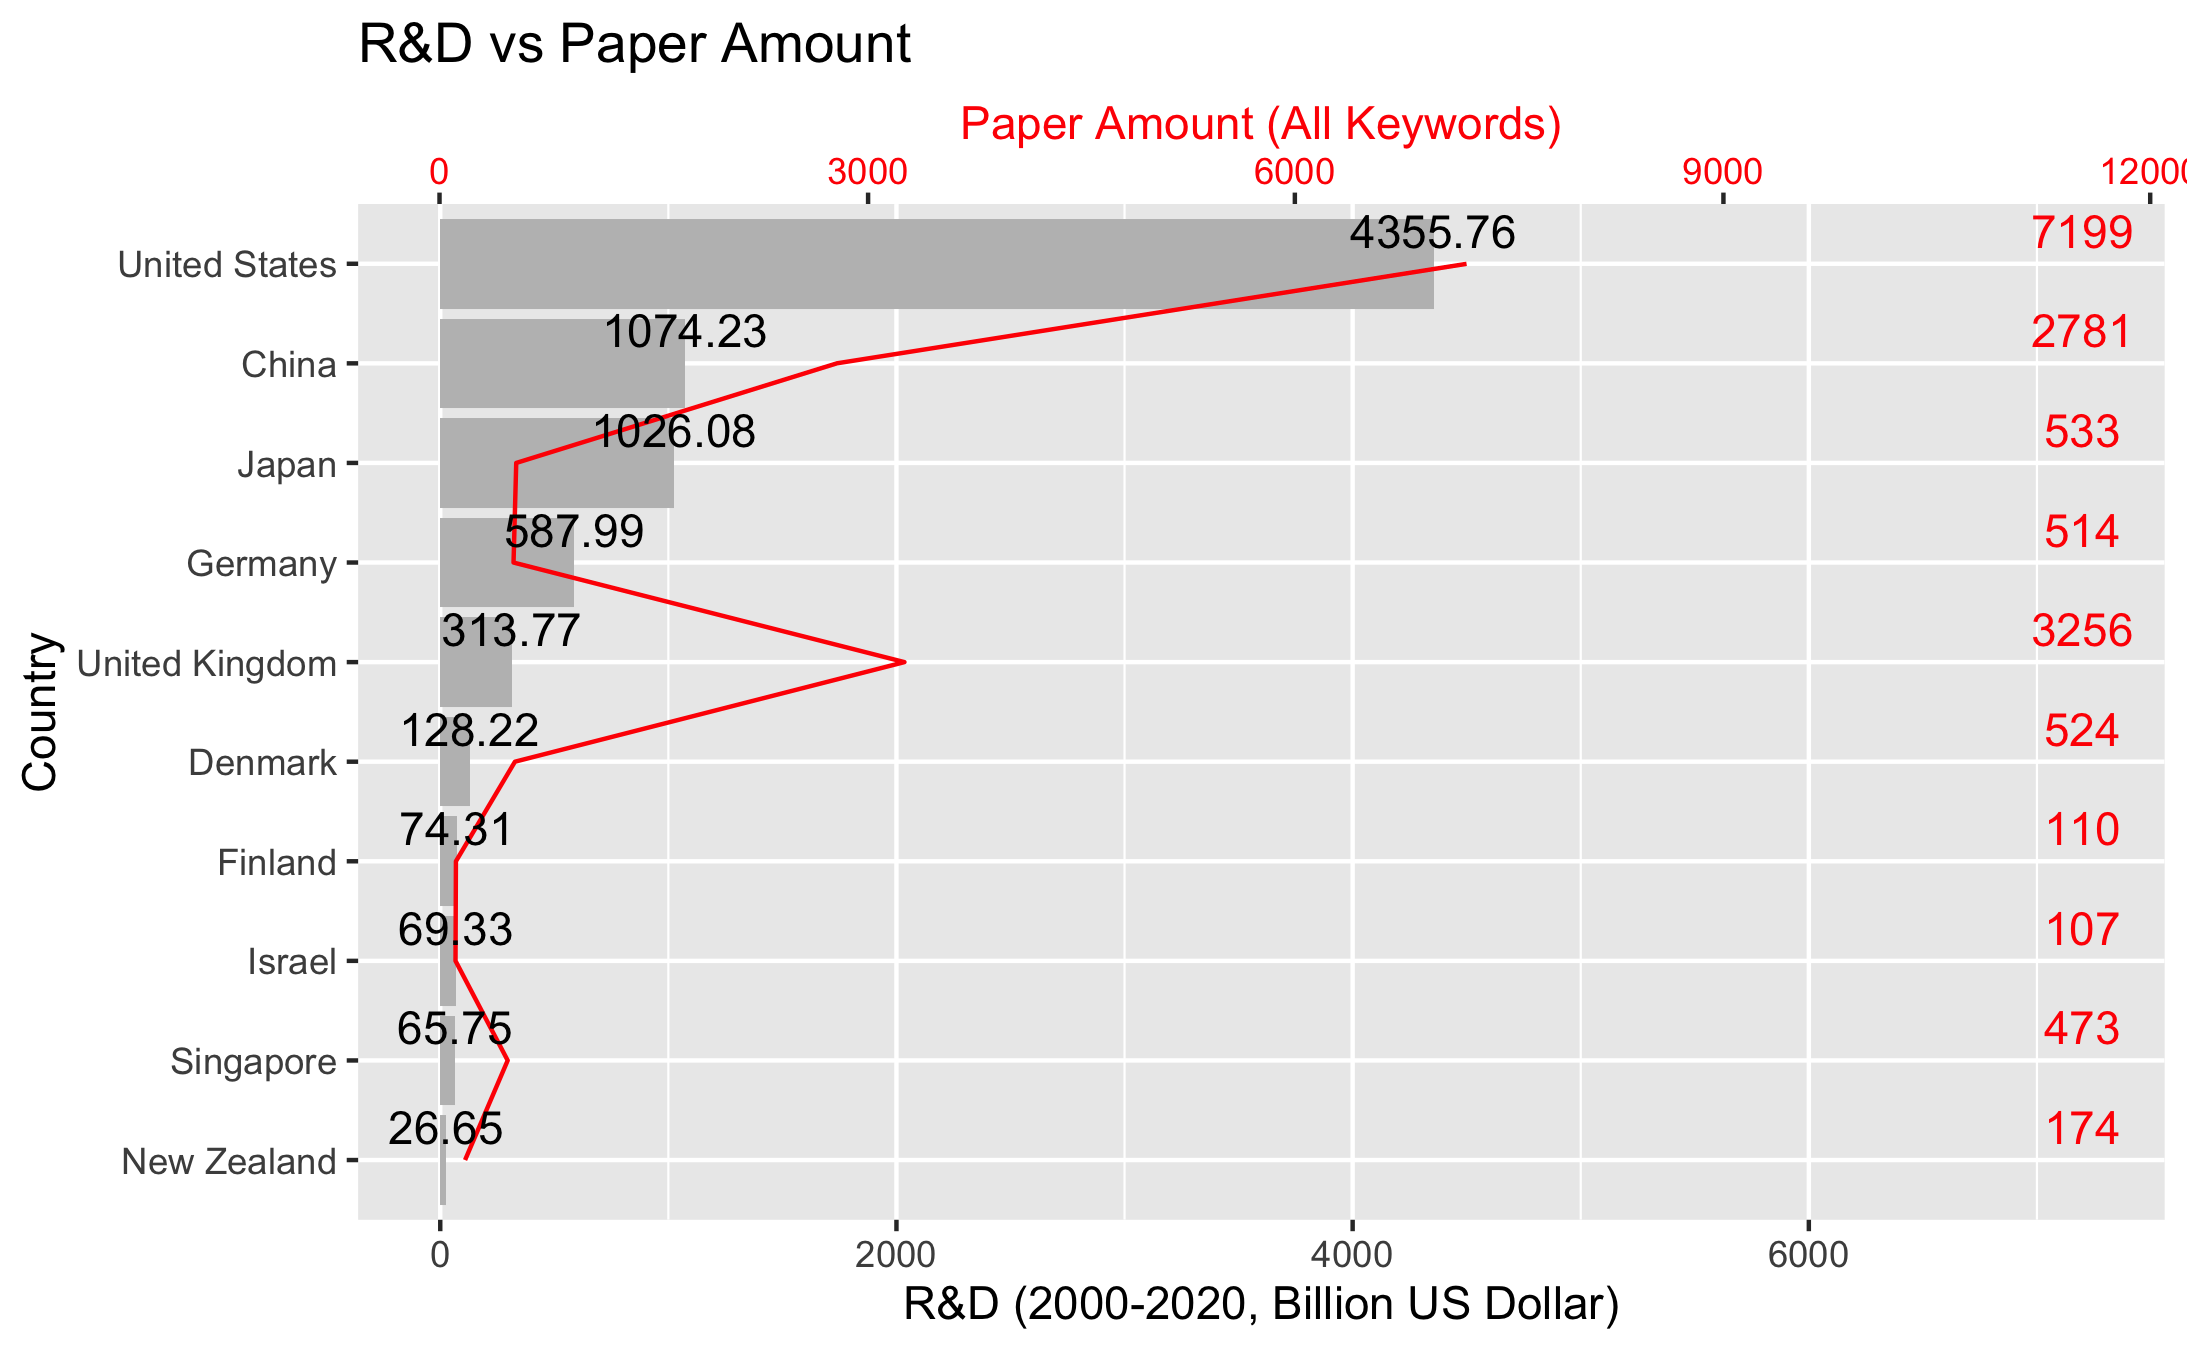 R&D vs Paper Amount
Paper Amount (All Keywords)
0 3000 6000 9000 12000
United States 4355.76 7199
China 1074.23 2781
Japan 1026.08 533
Germany 587.99 514
United Kingdom 313.77 3256
Denmark 128.22 524
Finland 74.31 110
Israel 69.33 107
Singapore 65.75 473
New Zealand 26.65 174
Country
0 2000 4000 6000
R&D (2000-2020, Billion US Dollar)